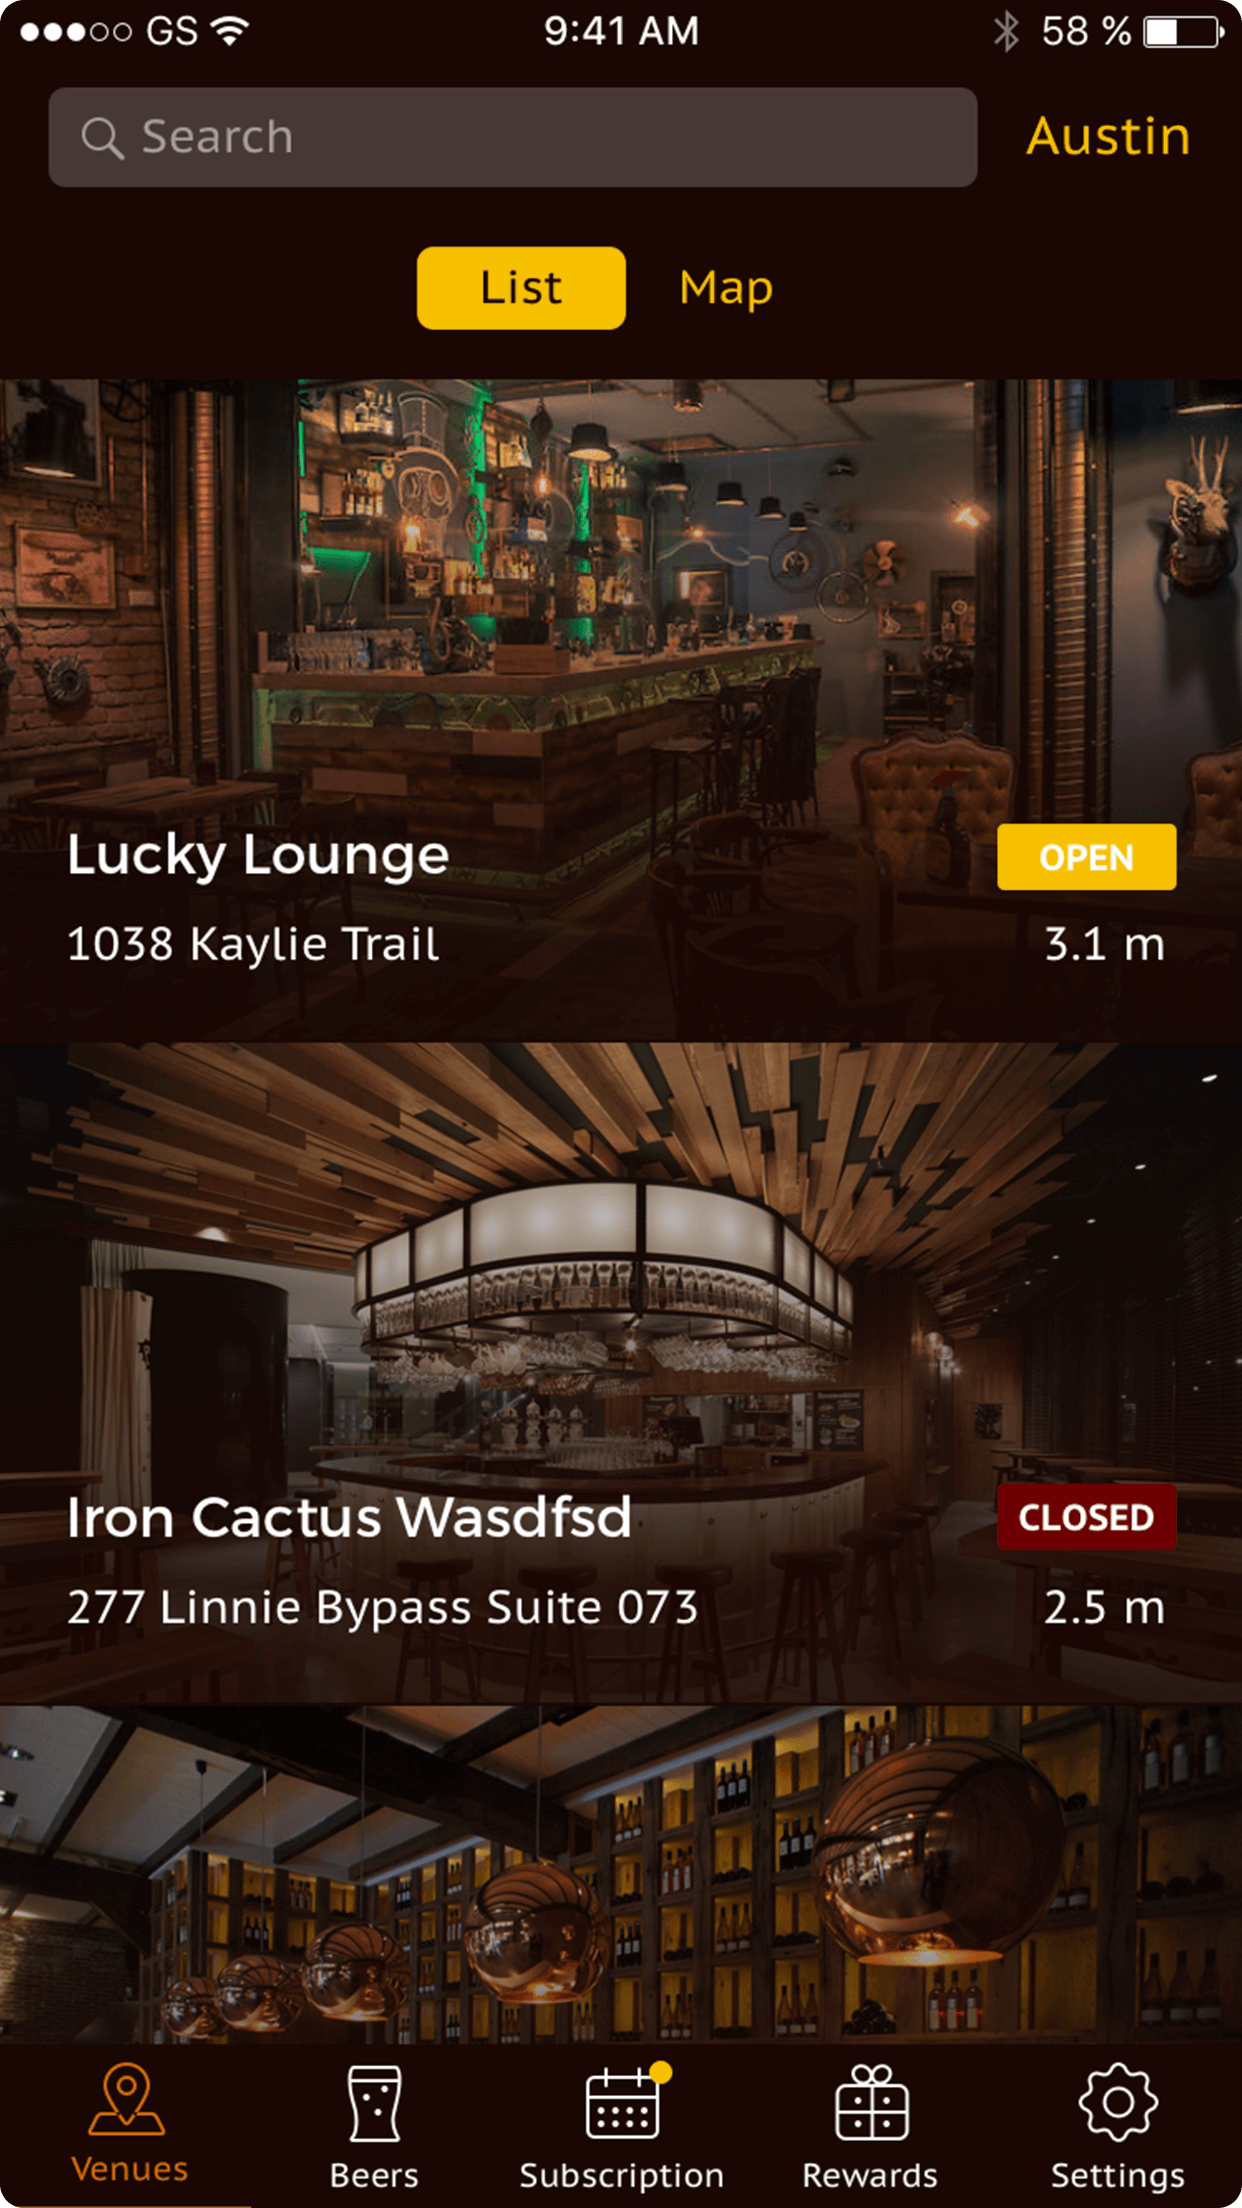 GS 9:41 AM 58 %
Search Austin
List Map
Lucky Lounge OPEN
1038 Kaylie Trail 3.1 m
Iron Cactus Wasdfsd CLOSED
277 Linnie Bypass Suite 073 2.5 m
Venues Beers Subscription Rewards Settings